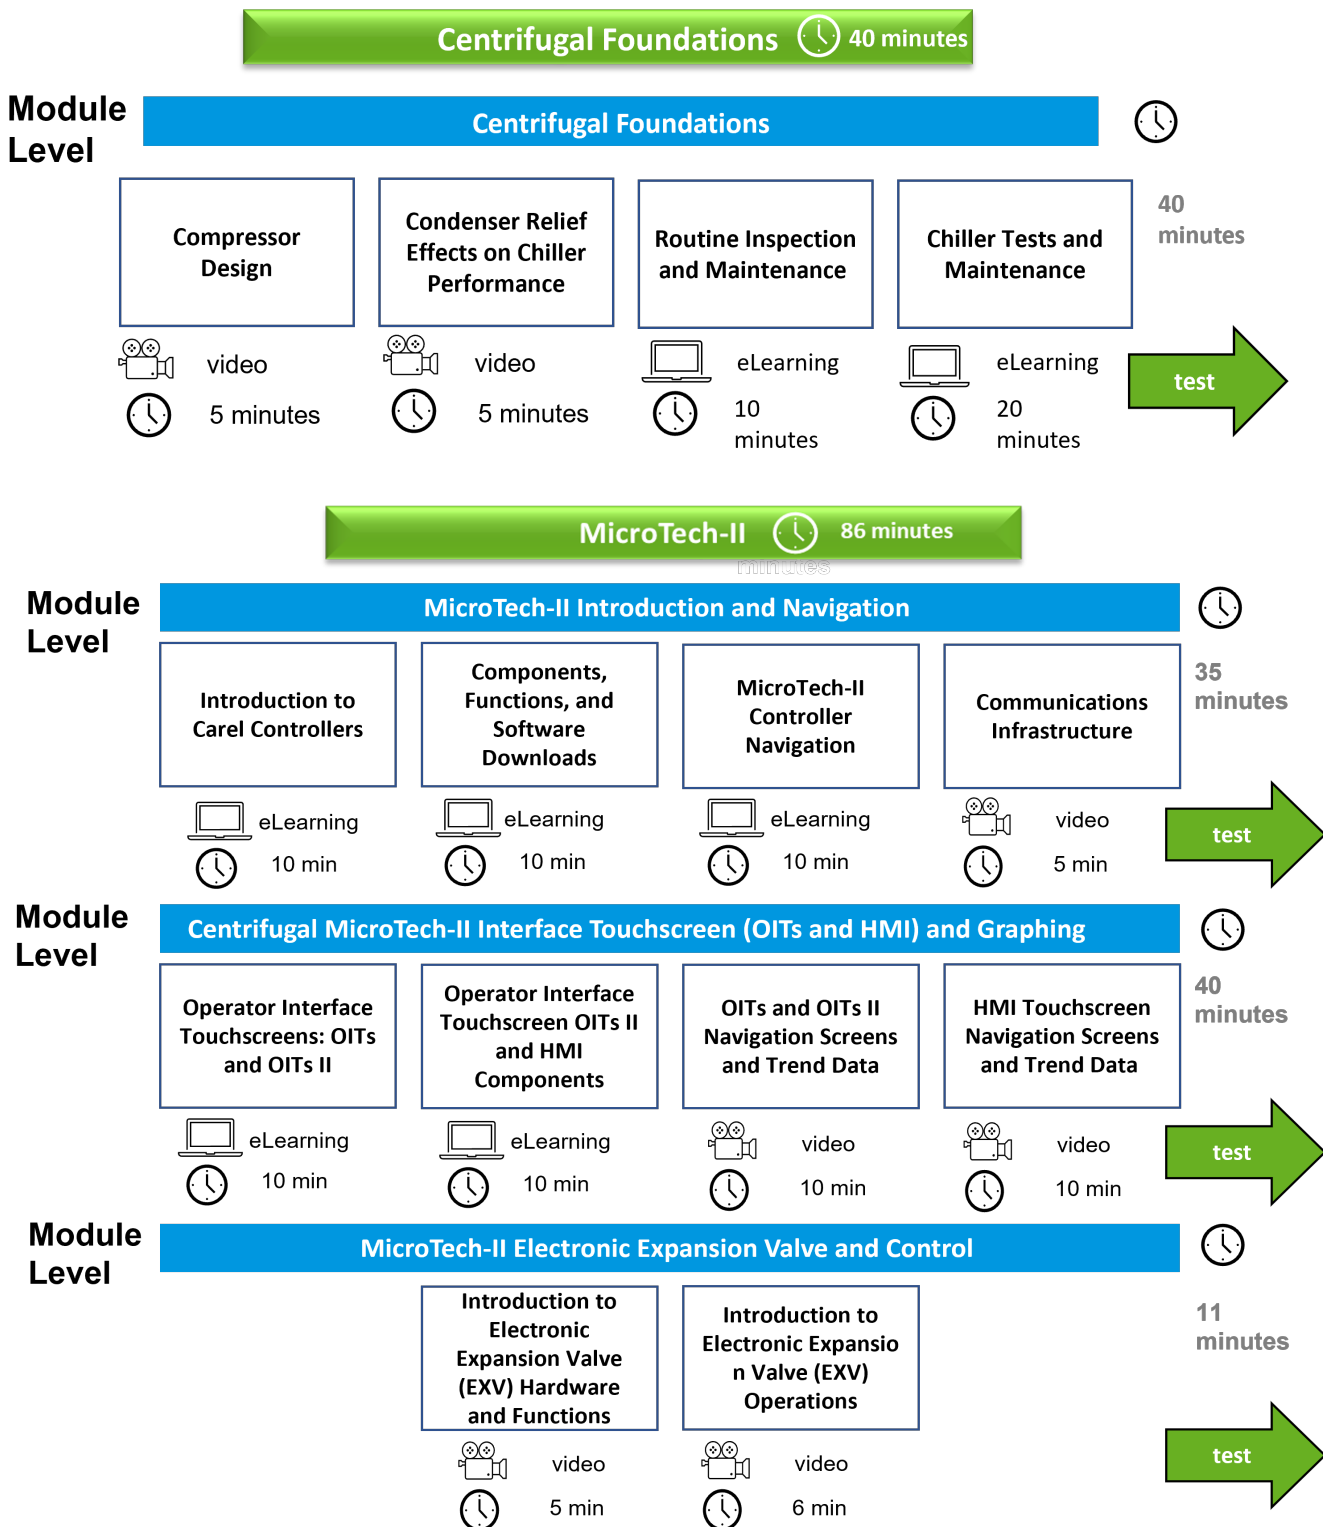 Centrifugal Foundations 40 minutes
Module
Level
Centrifugal Foundations
Compressor
Design
Condenser Relief
Effects on Chiller
Performance
Routine Inspection
and Maintenance
Chiller Tests and
Maintenance
40
minutes
video
5 minutes
video
5 minutes
eLearning
10
minutes
eLearning
20
minutes
test
MicroTech-II 86 minutes
minutes
Module
Level
MicroTech-II Introduction and Navigation
Introduction to
Carel Controllers
Components,
Functions, and
Software
Downloads
MicroTech-II
Controller
Navigation
Communications
Infrastructure
35
minutes
eLearning
10 min
eLearning
10 min
eLearning
10 min
video
5 min
test
Module
Level
Centrifugal MicroTech-II Interface Touchscreen (OITs and HMI) and Graphing
Operator Interface
Touchscreens: OITs
and OITs II
Operator Interface
Touchscreen OITs II
and HMI
Components
OITs and OITs II
Navigation Screens
and Trend Data
HMI Touchscreen
Navigation Screens
and Trend Data
40
minutes
eLearning
10 min
eLearning
10 min
video
10 min
video
10 min
test
Module
Level
MicroTech-II Electronic Expansion Valve and Control
Introduction to
Electronic
Expansion Valve
(EXV) Hardware
and Functions
Introduction to
Electronic Expansio
n Valve (EXV)
Operations
11
minutes
video
5 min
video
6 min
test